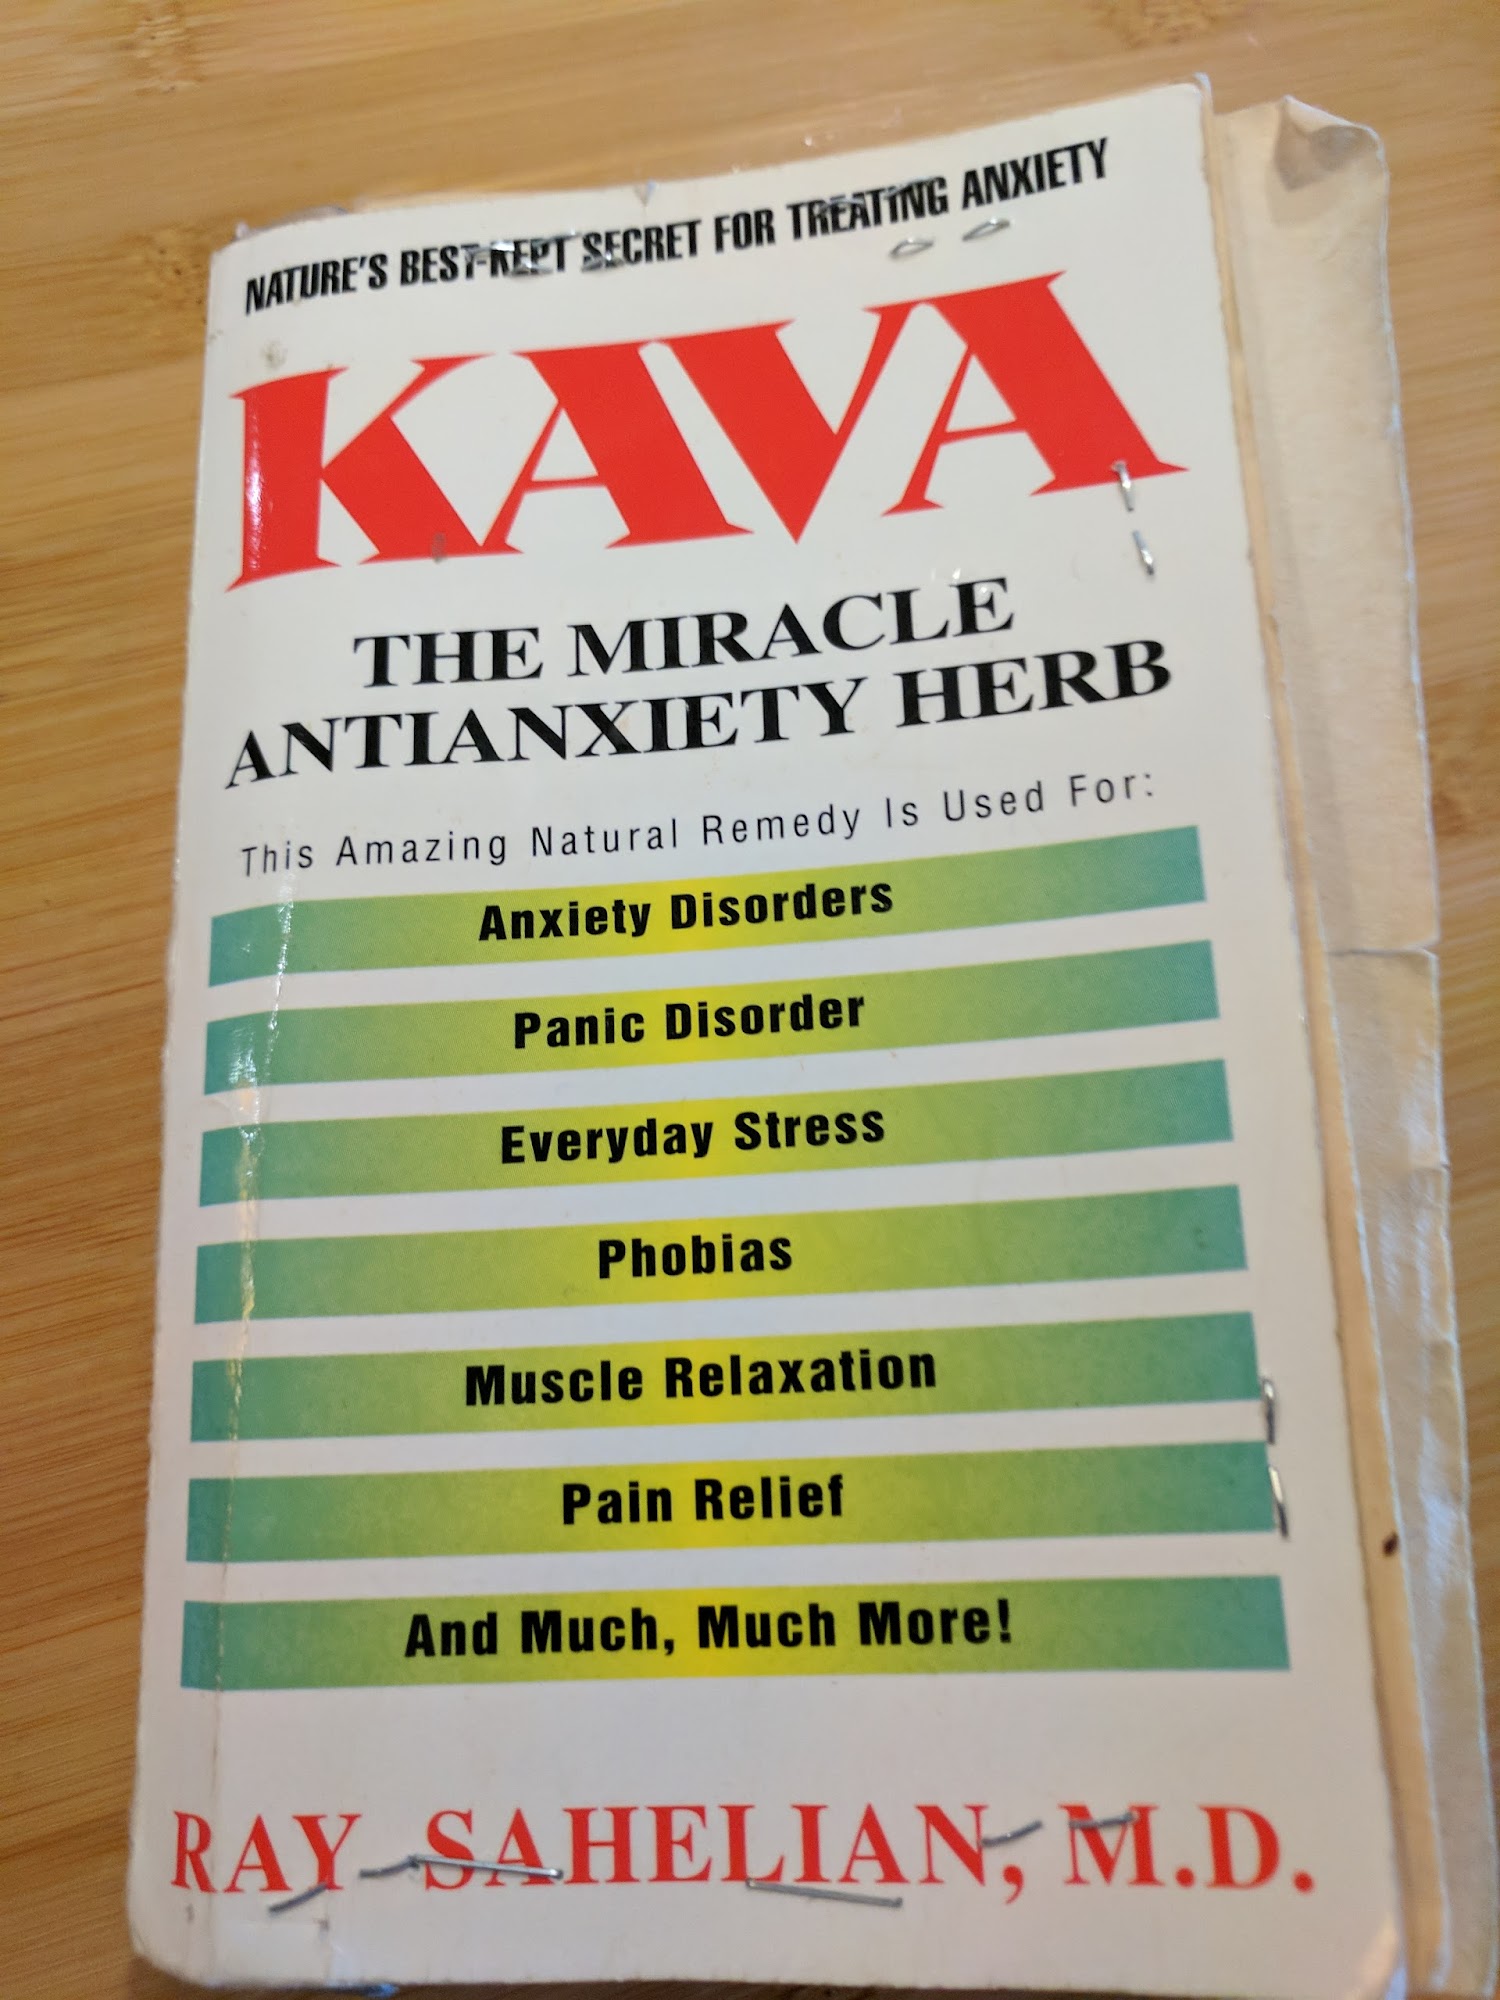 NATURE'S BEST-KEPT SECRET FOR TREATING ANXIETY
KAVA
THE MIRACLE
ANTIANXIETY HERB
This Amazing Natural Remedy Is Used For:
Anxiety Disorders
Panic Disorder
Everyday Stress
Phobias
Muscle Relaxation
Pain Relief
And Much, Much More!
RAY SAHELIAN, M.D.